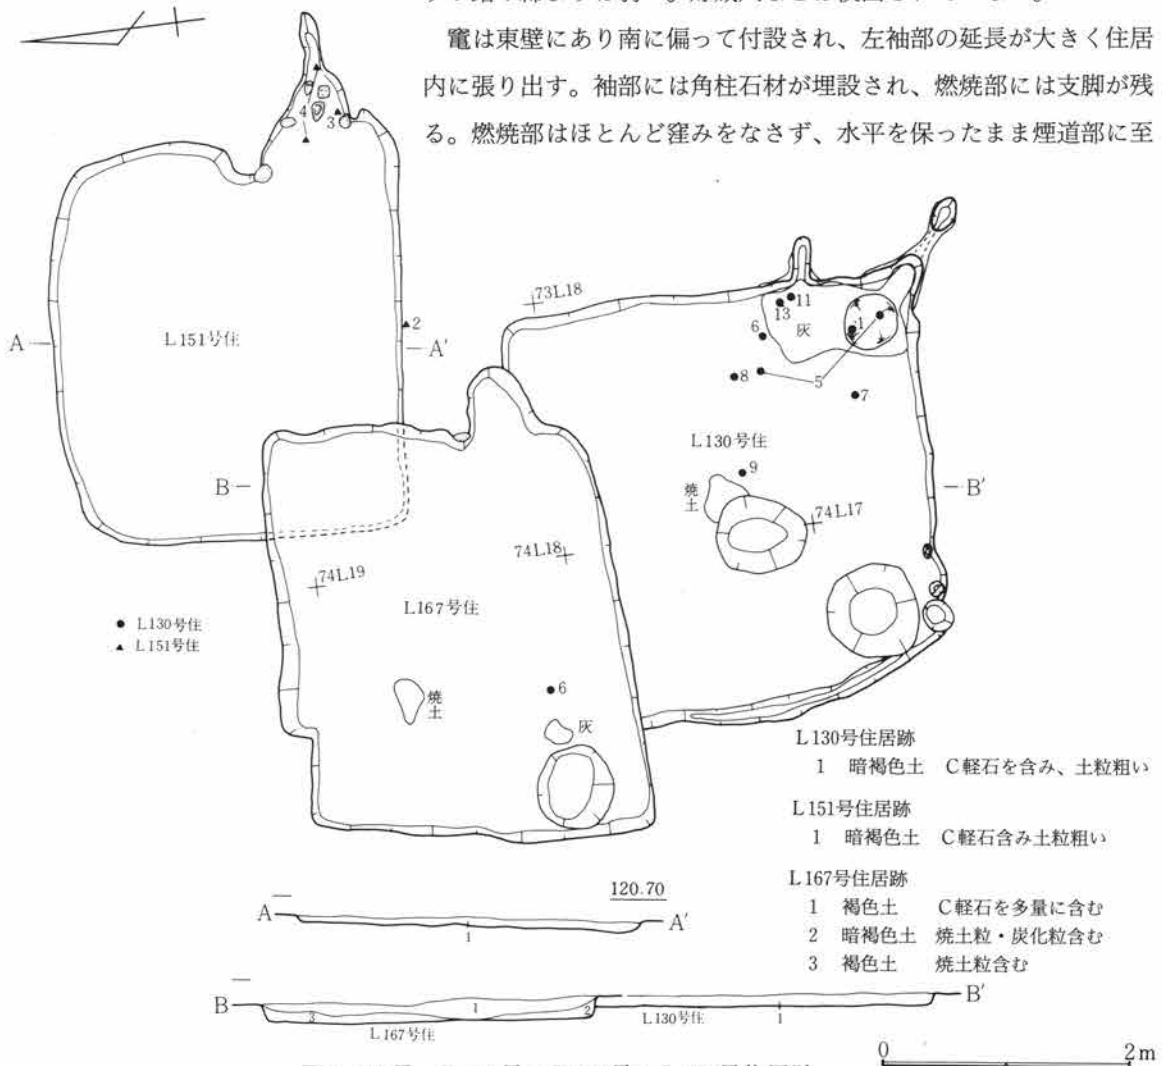 竃は東壁にあり南に偏って付設され、左袖部の延長が大きく住居
内に張り出す。袖部には角柱石材が埋設され、燃焼部には支脚が残
る。燃焼部はほとんど窪みをなさず、水平を保ったまま煙道部に至
4
3
2
A
L151号住
A′
73L18
11
13
灰
6
1
8
5
7
L130号住
9
焼土
B
B′
74L17
74L18
74L19
L167号住
● L130号住
▲ L151号住
焼土
6
灰
L130号住居跡
1 暗褐色土 C軽石を含み、土粒粗い
L151号住居跡
1 暗褐色土 C軽石含み土粒粗い
L167号住居跡
1 褐色土 C軽石を多量に含む
2 暗褐色土 焼土粒・炭化粒含む
3 褐色土 焼土粒含む
120.70
A
1
A′
B
3
1
2
L167号住
L130号住
1
B′
0
2m